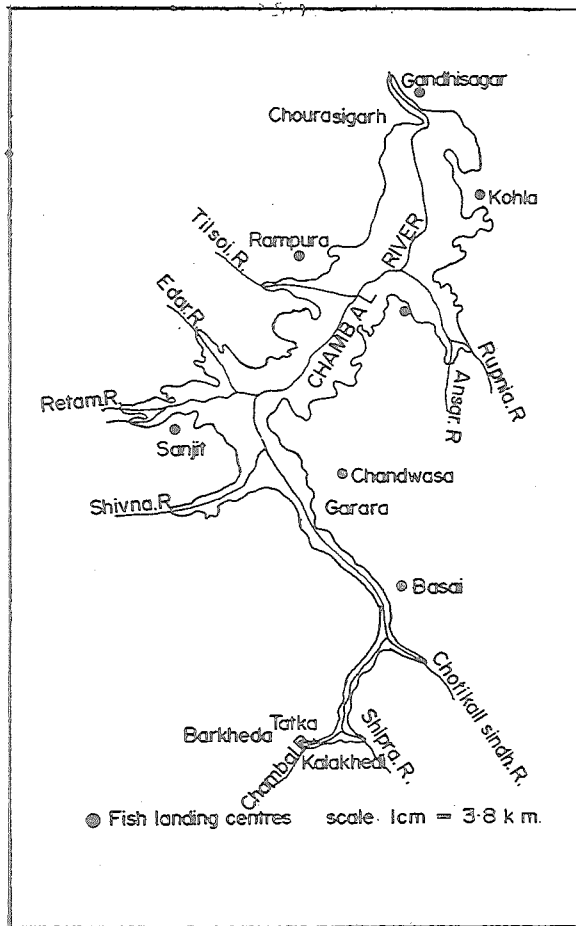 Gandhisagar
Chourasigarh
Kohla
Tilsoi.R.
Rampura
RIVER
Edar.R.
CHAMBAL
Rupnia.R
Ansar.R
Retam.R.
Sanjit
Chandwasa
Shivna.R.
Garara
Basai
Chotikali sindh.R.
Tatka
Barkheda
Shipra.R.
Kalakhedi
Chambal.R.
Fish landing centres scale. 1cm = 3.8 km.